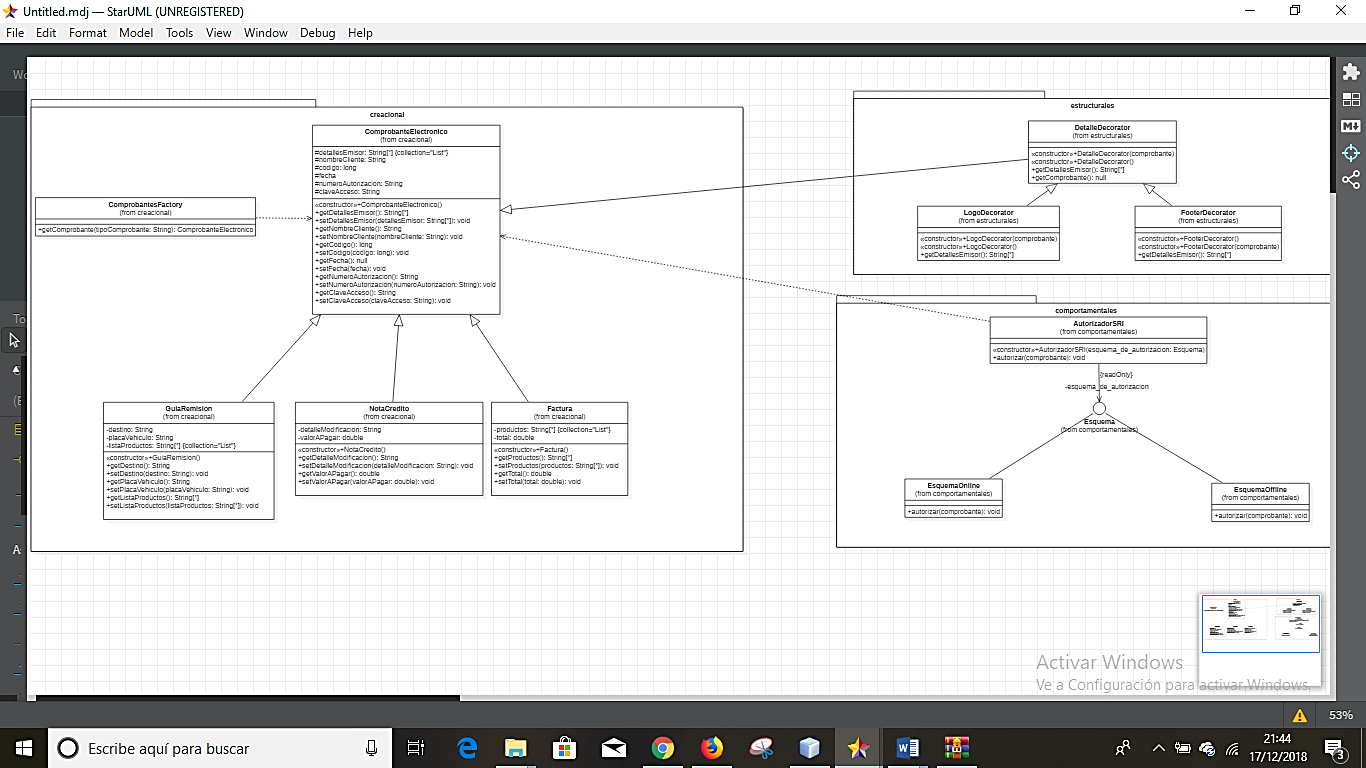 Untitled.mdj — StarUML (UNREGISTERED)
File Edit Format Model Tools View Window Debug Help
Wo
To
(E
A:
creacional
ComprobanteElectronico
(from creacional)
#detallesEmisor: String[*] {collection="List"}
#nombreCliente: String
#codigo: long
#fecha
#numeroAutorizacion: String
#claveAcceso: String
«constructor»+ComprobanteElectronico()
+getDetallesEmisor(): String[*]
+setDetallesEmisor(detallesEmisor: String[*]): void
+getNombreCliente(): String
+setNombreCliente(nombreCliente: String): void
+getCodigo(): long
+setCodigo(codigo: long): void
+getFecha(): null
+setFecha(fecha): void
+getNumeroAutorizacion(): String
+setNumeroAutorizacion(numeroAutorizacion: String): void
+getClaveAcceso(): String
+setClaveAcceso(claveAcceso: String): void
ComprobantesFactory
(from creacional)
+getComprobante(tipoComprobante: String): ComprobanteElectronico
GuiaRemision
(from creacional)
-destino: String
-placaVehiculo: String
-listaProductos: String[*] {collection="List"}
«constructor»+GuiaRemision()
+getDestino(): String
+setDestino(destino: String): void
+getPlacaVehiculo(): String
+setPlacaVehiculo(placaVehiculo: String): void
+getListaProductos(): String[*]
+setListaProductos(listaProductos: String[*]): void
NotaCredito
(from creacional)
-detalleModificacion: String
-valorAPagar: double
«constructor»+NotaCredito()
+getDetalleModificacion(): String
+setDetalleModificacion(detalleModificacion: String): void
+getValorAPagar(): double
+setValorAPagar(valorAPagar: double): void
Factura
(from creacional)
-productos: String[*] {collection="List"}
-total: double
«constructor»+Factura()
+getProductos(): String[*]
+setProductos(productos: String[*]): void
+getTotal(): double
+setTotal(total: double): void
estructurales
DetalleDecorator
(from estructurales)
«constructor»+DetalleDecorator(comprobante)
«constructor»+DetalleDecorator()
+getDetallesEmisor(): String[*]
+getComprobante(): null
LogoDecorator
(from estructurales)
«constructor»+LogoDecorator(comprobante)
«constructor»+LogoDecorator()
+getDetallesEmisor(): String[*]
FooterDecorator
(from estructurales)
«constructor»+FooterDecorator()
«constructor»+FooterDecorator(comprobante)
+getDetallesEmisor(): String[*]
comportamentales
AutorizadorSRI
(from comportamentales)
«constructor»+AutorizadorSRI(esquema_de_autorizacion: Esquema)
+autorizar(comprobante): void
{readOnly}
-esquema_de_autorizacion
Esquema
(from comportamentales)
EsquemaOnline
(from comportamentales)
+autorizar(comprobante): void
EsquemaOffline
(from comportamentales)
+autorizar(comprobante): void
M
Activar Windows
Ve a Configuración para activar Windows.
53%
Escribe aquí para buscar
21:44
17/12/2018
3